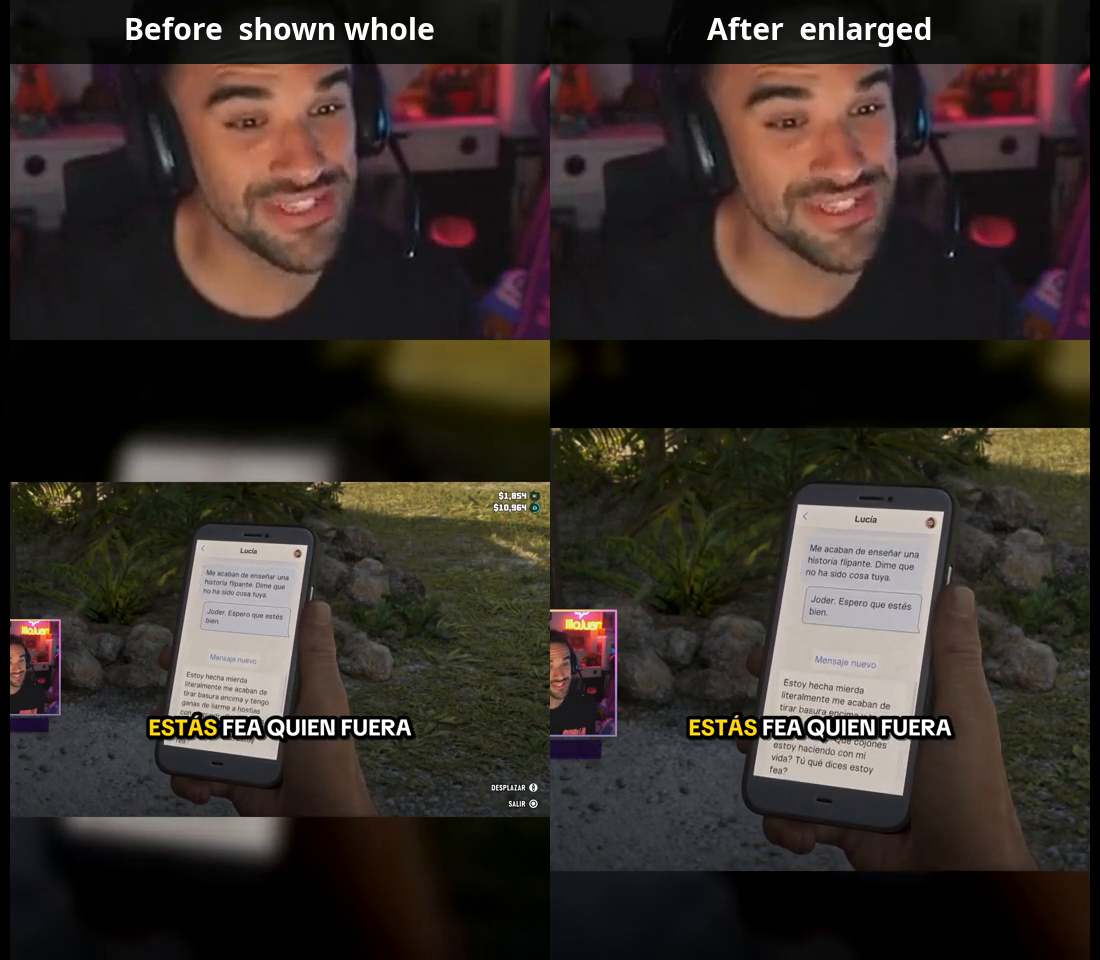 Before shown whole
After enlarged
$1,854
$10,964
Lucía
Me acaban de enseñar una
historia flipante. Dime que
no ha sido cosa tuya.
Joder. Espero que estés
bien.
Mensaje nuevo
Estoy hecha mierda
literalmente me acaban de
tirar basura encima y tengo
ganas de liarme a hostias
ESTÁS FEA QUIEN FUERA
fea?
DESPLAZAR
SALIR
illoJuan
Lucía
Me acaban de enseñar una
historia flipante. Dime que
no ha sido cosa tuya.
Joder. Espero que estés
bien.
Mensaje nuevo
Estoy hecha mierda
literalmente me acaban de
tirar basura encima
ESTÁS FEA QUIEN FUERA
cojones
estoy haciendo con mi
vida? Tú qué dices estoy
fea?